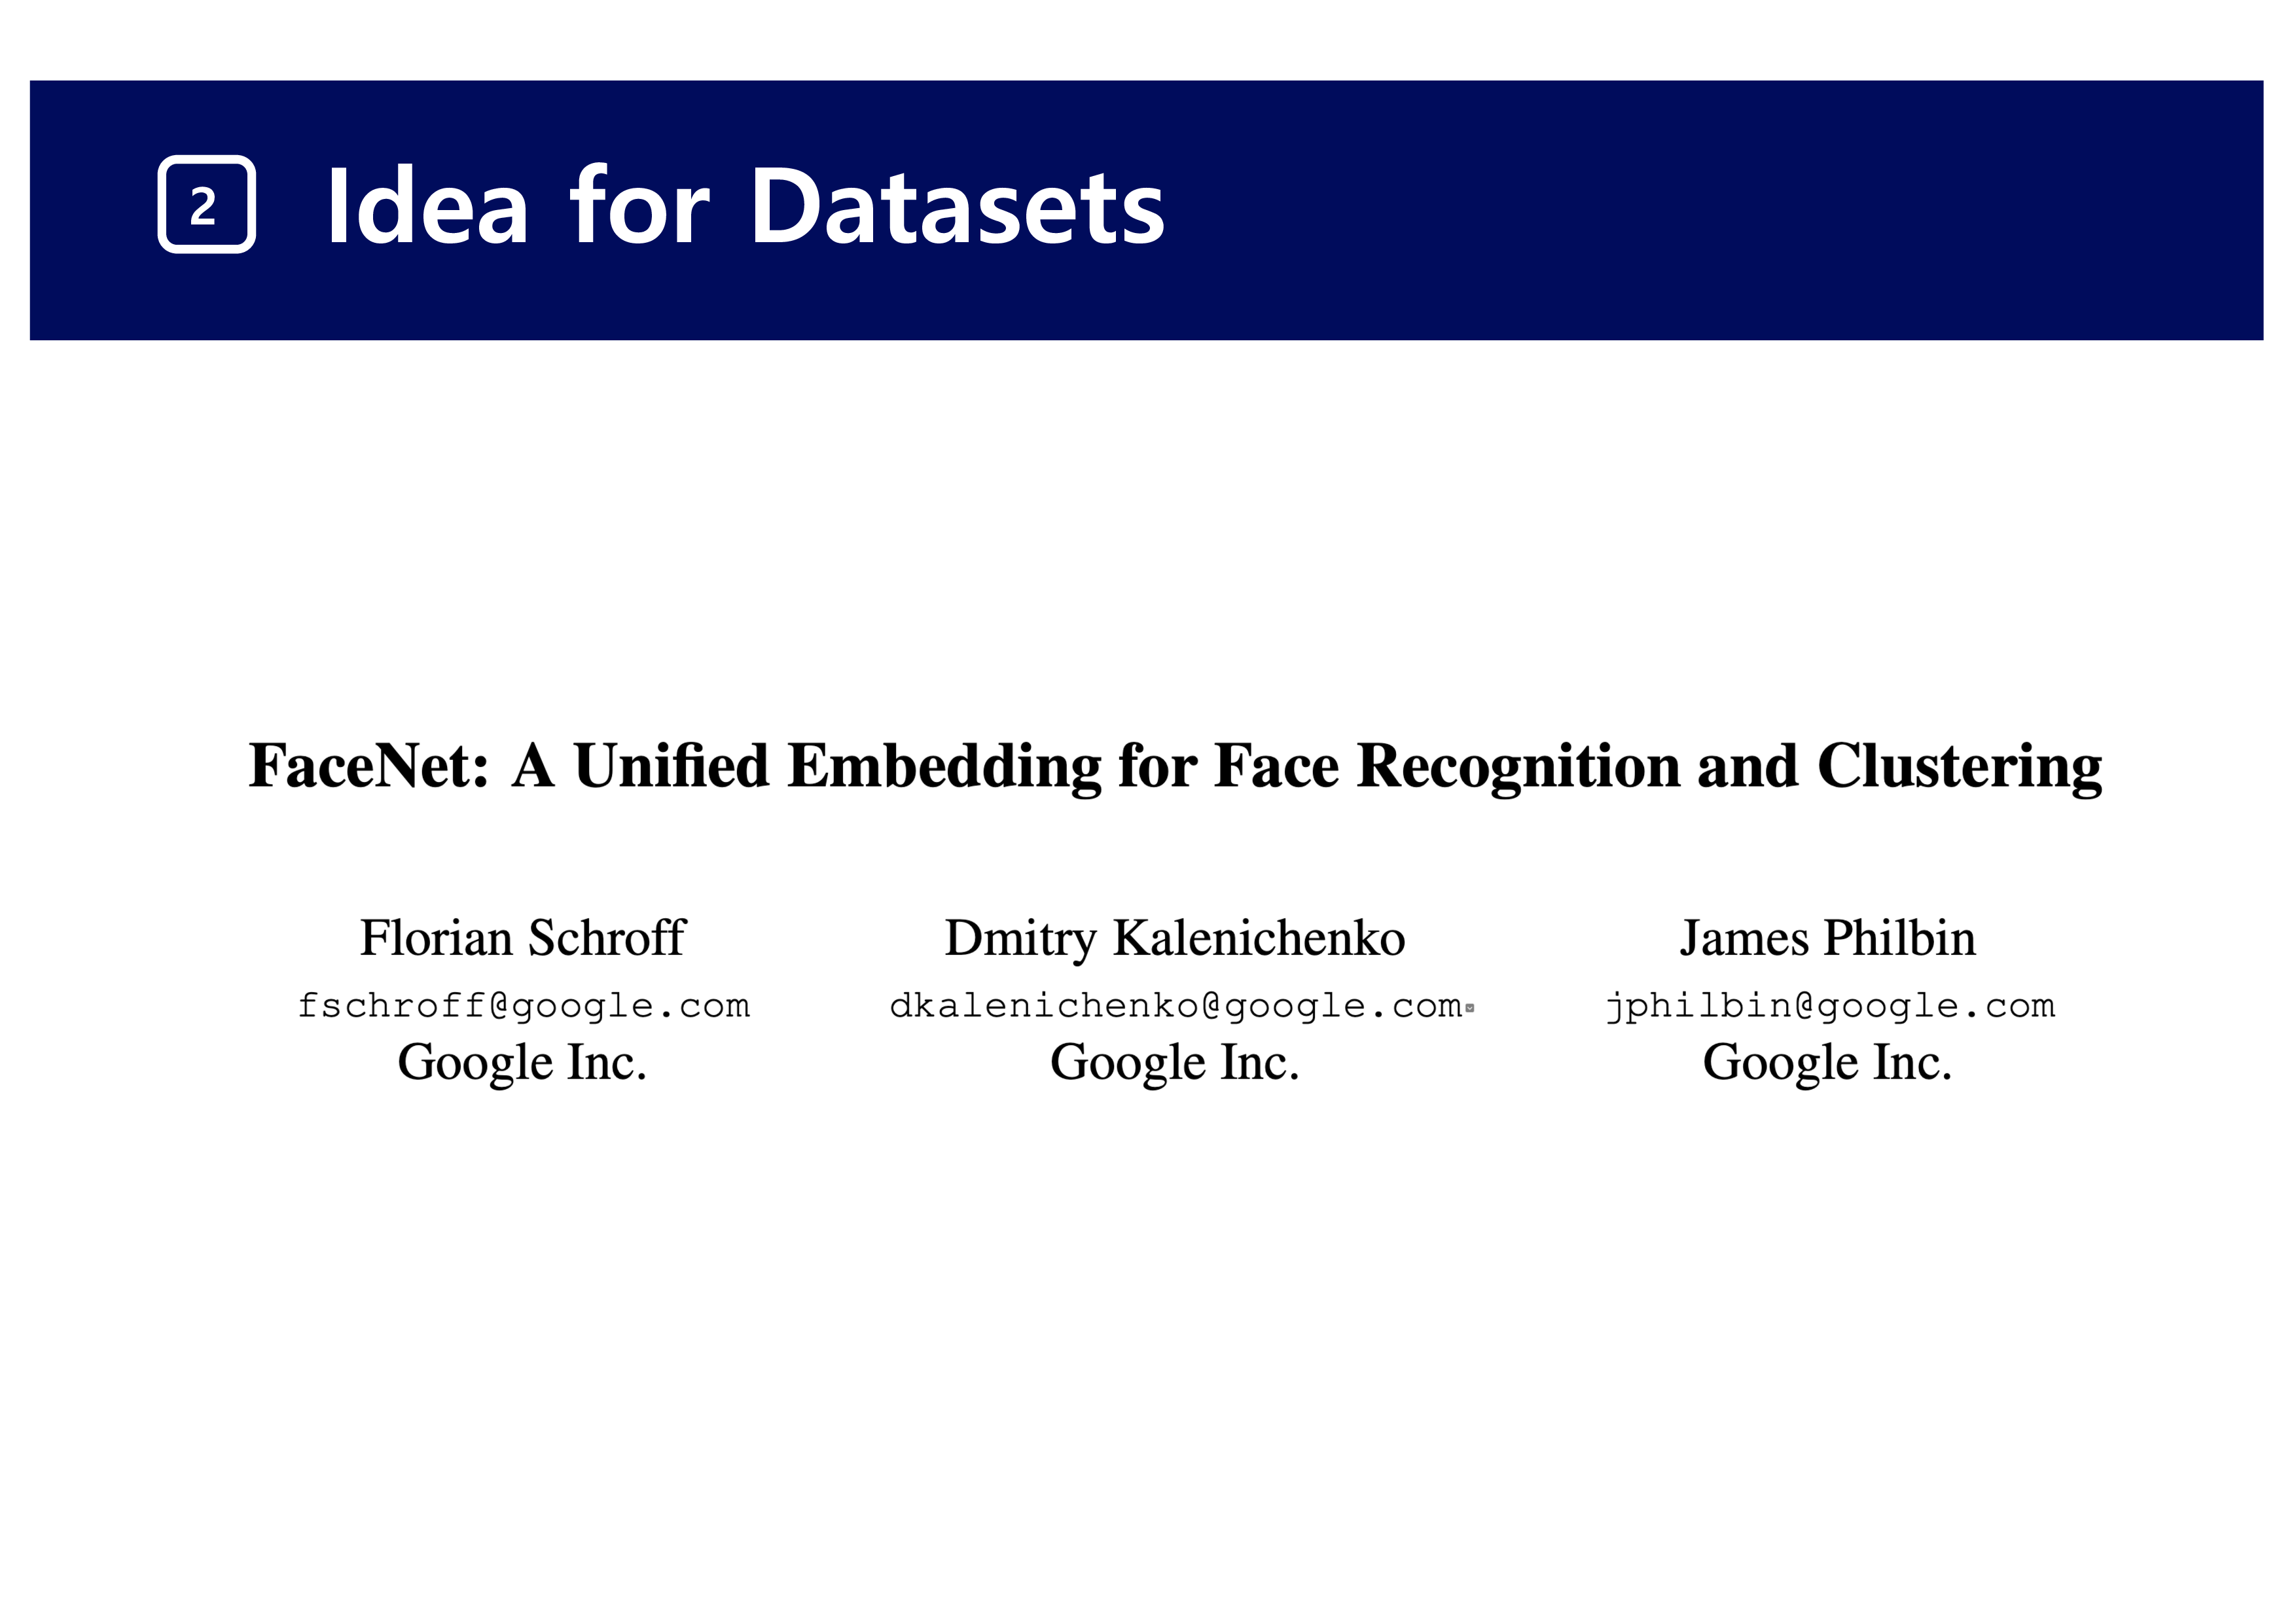 2 Idea for Datasets
FaceNet: A Unified Embedding for Face Recognition and Clustering
Florian Schroff Dmitry Kalenichenko James Philbin
fschroff@google.com dkalenichenko@google.com jphilbin@google.com
Google Inc. Google Inc. Google Inc.